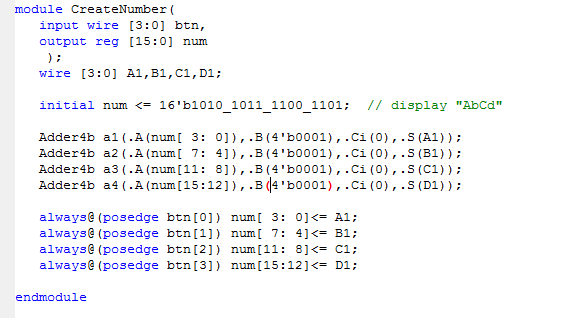 module CreateNumber(
input wire [3:0] btn,
output reg [15:0] num
);
wire [3:0] A1,B1,C1,D1;
initial num <= 16'b1010_1011_1100_1101;  // display "AbCd"
Adder4b a1(.A(num[ 3: 0]),.B(4'b0001),.Ci(0),.S(A1));
Adder4b a2(.A(num[ 7: 4]),.B(4'b0001),.Ci(0),.S(B1));
Adder4b a3(.A(num[11: 8]),.B(4'b0001),.Ci(0),.S(C1));
Adder4b a4(.A(num[15:12]),.B(4'b0001),.Ci(0),.S(D1));
always@(posedge btn[0]) num[ 3: 0]<= A1;
always@(posedge btn[1]) num[ 7: 4]<= B1;
always@(posedge btn[2]) num[11: 8]<= C1;
always@(posedge btn[3]) num[15:12]<= D1;
endmodule